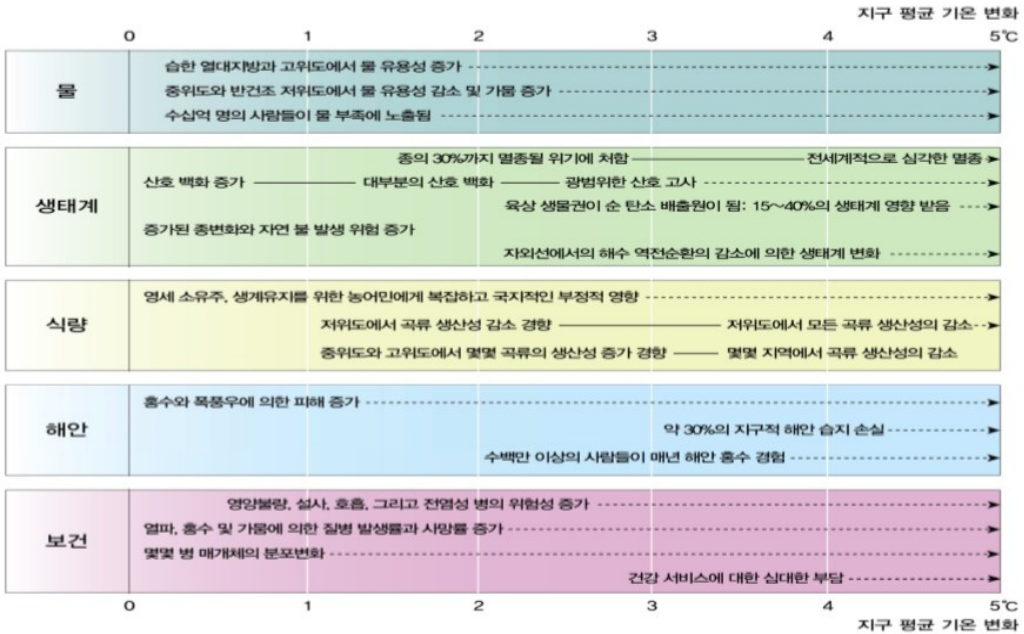 지구 평균 기온 변화
0 1 2 3 4 5℃
물
습한 열대지방과 고위도에서 물 유용성 증가
중위도와 반건조 저위도에서 물 유용성 감소 및 가뭄 증가
수십억 명의 사람들이 물 부족에 노출됨
생태계
종의 30%까지 멸종될 위기에 처함 전세계적으로 심각한 멸종
산호 백화 증가 대부분의 산호 백화 광범위한 산호 고사
육상 생물권이 순 탄소 배출원이 됨: 15~40%의 생태계 영향 받음
증가된 종변화와 자연 불 발생 위험 증가
자외선에서의 해수 역전순환의 감소에 의한 생태계 변화
식량
영세 소유주, 생계유지를 위한 농어민에게 복잡하고 국지적인 부정적 영향
저위도에서 곡류 생산성 감소 경향 저위도에서 모든 곡류 생산성의 감소
중위도와 고위도에서 몇몇 곡류의 생산성 증가 경향 몇몇 지역에서 곡류 생산성의 감소
해안
홍수와 폭풍우에 의한 피해 증가
약 30%의 지구적 해안 습지 손실
수백만 이상의 사람들이 매년 해안 홍수 경험
보건
영양불량, 설사, 호흡, 그리고 전염성 병의 위험성 증가
열파, 홍수 및 가뭄에 의한 질병 발생률과 사망률 증가
몇몇 병 매개체의 분포변화
건강 서비스에 대한 심대한 부담
0 1 2 3 4 5℃
지구 평균 기온 변화